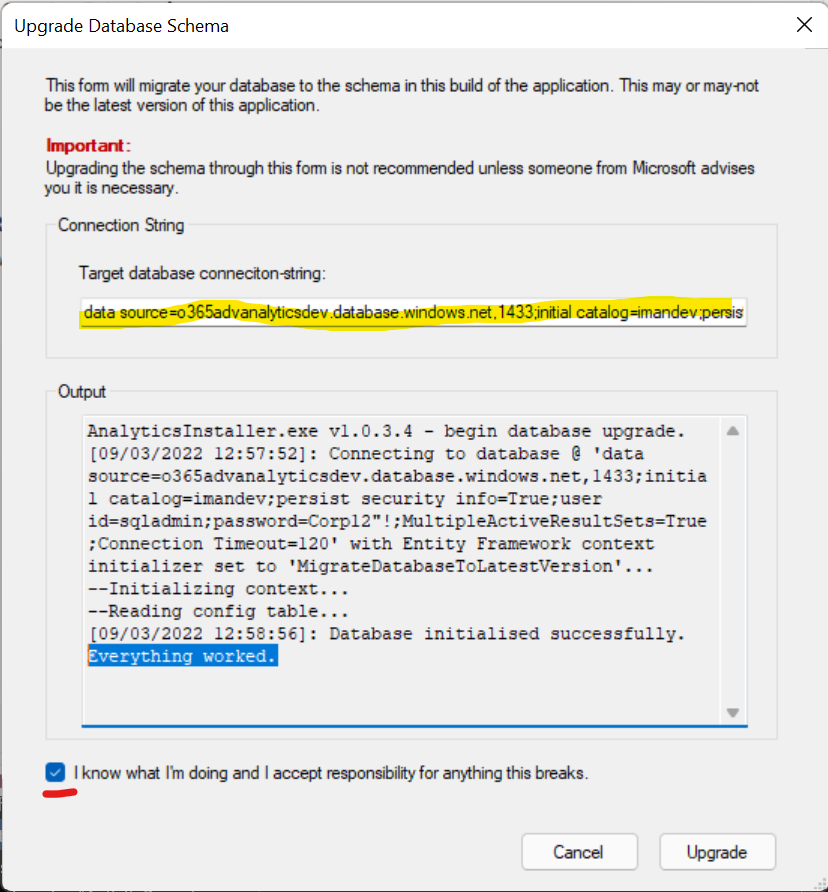 Upgrade Database Schema
This form will migrate your database to the schema in this build of the application. This may or may-not
be the latest version of this application.
Important:
Upgrading the schema through this form is not recommended unless someone from Microsoft advises
you it is necessary.
Connection String
Target database conneciton-string:
data source=o365advanalyticsdev.database.windows.net,1433;initial catalog=imandev;persis
Output
AnalyticsInstaller.exe v1.0.3.4 - begin database upgrade.
[09/03/2022 12:57:52]: Connecting to database @ 'data
source=o365advanalyticsdev.database.windows.net,1433;initia
l catalog=imandev;persist security info=True;user
id=sqladmin;password=Corp12"!;MultipleActiveResultSets=True
;Connection Timeout=120' with Entity Framework context
initializer set to 'MigrateDatabaseToLatestVersion'...
--Initializing context...
--Reading config table...
[09/03/2022 12:58:56]: Database initialised successfully.
Everything worked.
I know what I'm doing and I accept responsibility for anything this breaks.
Cancel
Upgrade